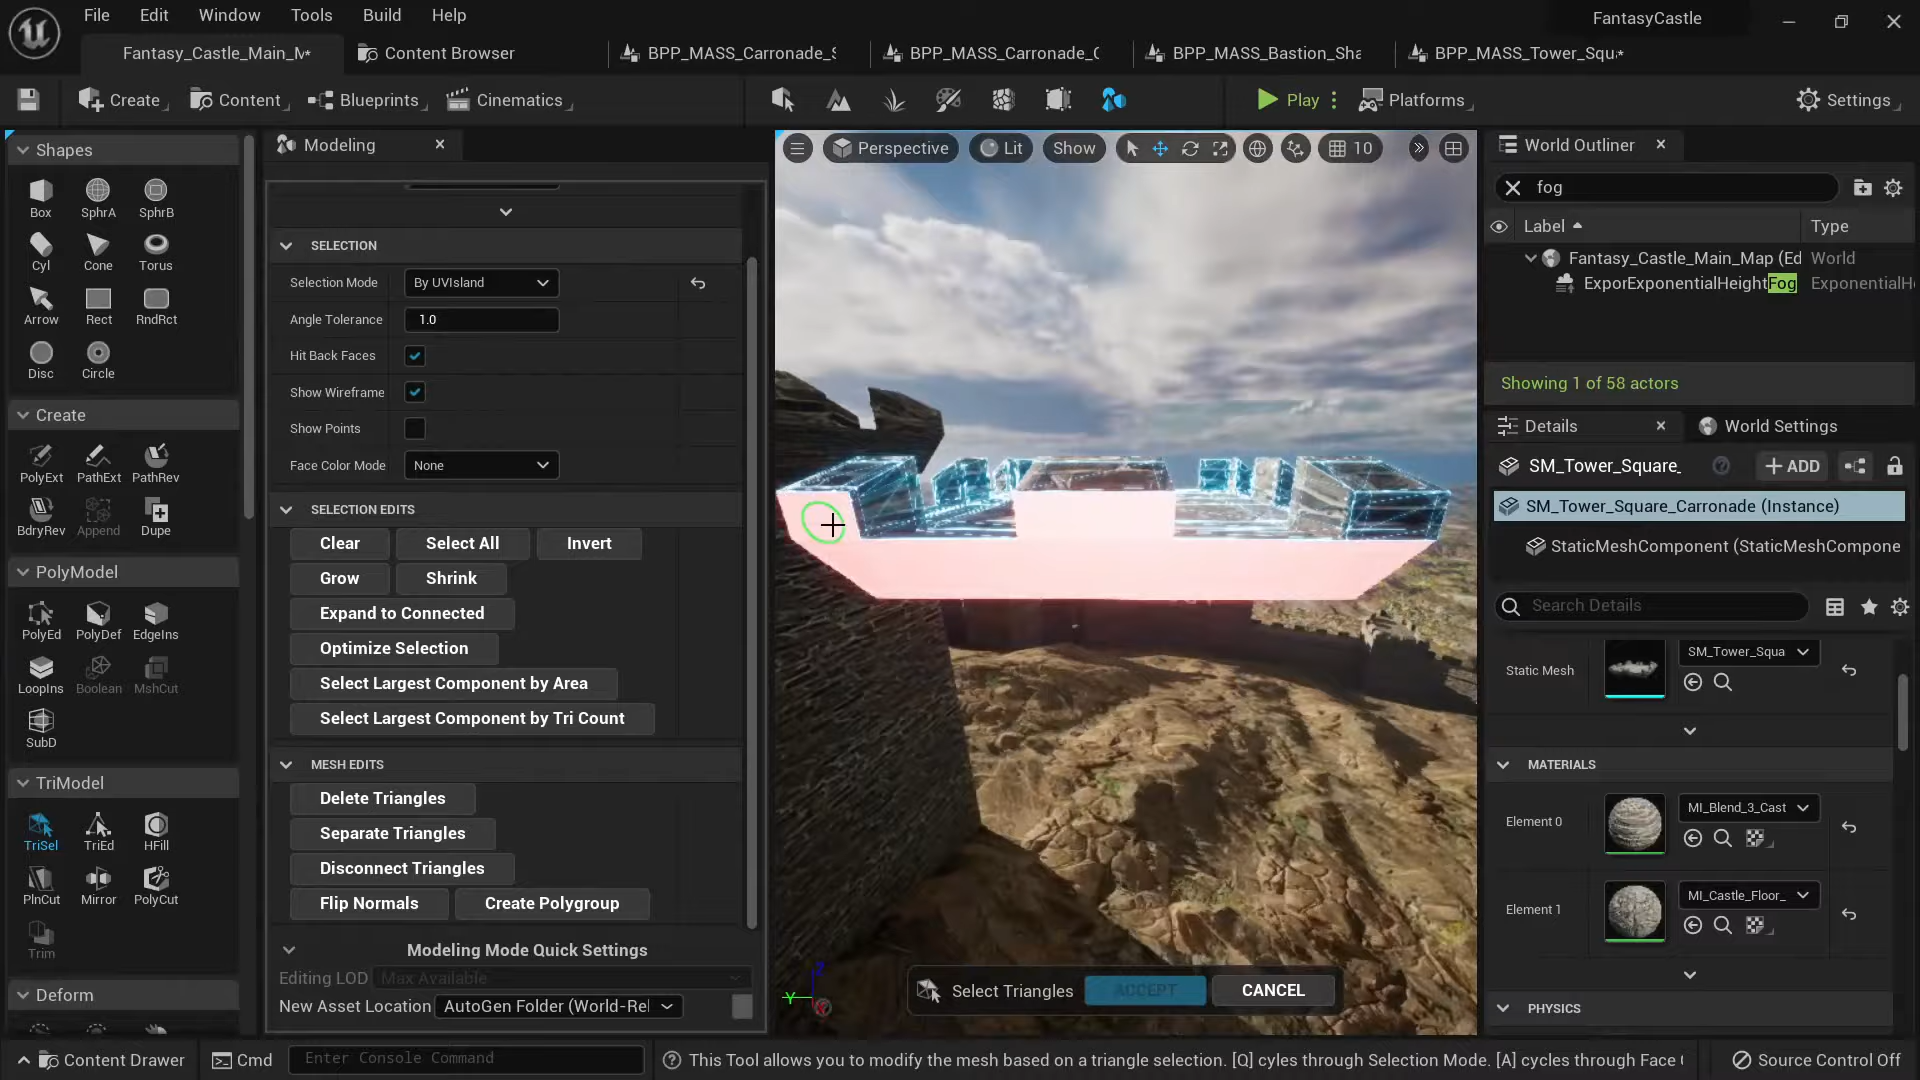 File Edit Window Tools Build Help
FantasyCastle
Fantasy_Castle_Main_M*
Content Browser
BPP_MASS_Carronade_S
BPP_MASS_Carronade_C
BPP_MASS_Bastion_Sha
BPP_MASS_Tower_Squ*
Create
Content
Blueprints
Cinematics
Play
Platforms
Settings
Shapes
Box SphrA SphrB
Cyl Cone Torus
Arrow Rect RndRct
Disc Circle
Create
PolyExt PathExt PathRev
BdryRev Append Dupe
PolyModel
PolyEd PolyDef EdgeIns
LoopIns Boolean MshCut
SubD
TriModel
TriSel TriEd HFill
PlnCut Mirror PolyCut
Trim
Deform
Modeling
SELECTION
Selection Mode By UVIsland
Angle Tolerance 1.0
Hit Back Faces
Show Wireframe
Show Points
Face Color Mode None
SELECTION EDITS
Clear Select All Invert
Grow Shrink
Expand to Connected
Optimize Selection
Select Largest Component by Area
Select Largest Component by Tri Count
MESH EDITS
Delete Triangles
Separate Triangles
Disconnect Triangles
Flip Normals Create Polygroup
Modeling Mode Quick Settings
Editing LOD Max Available
New Asset Location AutoGen Folder (World-Rel
Perspective Lit Show 10
Y
Select Triangles ACCEPT CANCEL
World Outliner
fog
Label Type
Fantasy_Castle_Main_Map (Ed World
ExporExponentialHeightFog ExponentialHe
Showing 1 of 58 actors
Details World Settings
SM_Tower_Square_ ADD
SM_Tower_Square_Carronade (Instance)
StaticMeshComponent (StaticMeshCompone
Search Details
Static Mesh SM_Tower_Squa
MATERIALS
Element 0 MI_Blend_3_Cast
Element 1 MI_Castle_Floor_
PHYSICS
Content Drawer
Cmd
Enter Console Command
This Tool allows you to modify the mesh based on a triangle selection. [Q] cyles through Selection Mode. [A] cycles through Face C
Source Control Off